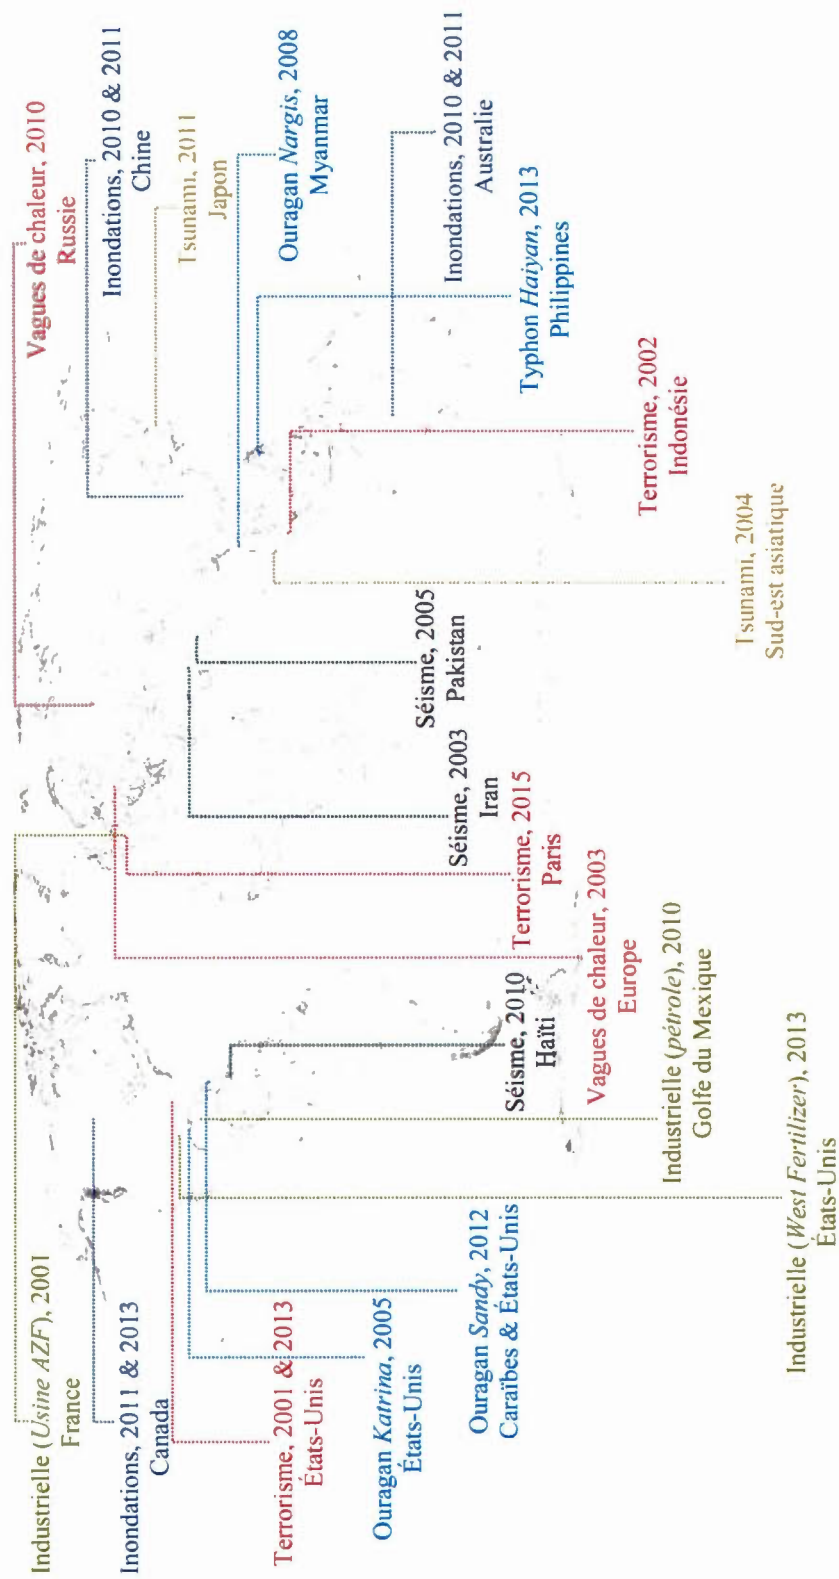 Industrielle (Usine AZF), 2001
France
Inondations, 2011 & 2013
Canada
Terrorisme, 2001 & 2013
États-Unis
Ouragan Katrina, 2005
États-Unis
Ouragan Sandy, 2012
Caraïbes & États-Unis
Industrielle (West Fertilizer), 2013
États-Unis
Industrielle (pétrole), 2010
Golfe du Mexique
Séisme, 2010
Haïti
Vagues de chaleur, 2003
Europe
Terrorisme, 2015
Paris
Séisme, 2003
Iran
Séisme, 2005
Pakistan
Tsunami, 2004
Sud-est asiatique
Terrorisme, 2002
Indonésie
Typhon Haiyan, 2013
Philippines
Inondations, 2010 & 2011
Australie
Ouragan Nargis, 2008
Myanmar
Tsunami, 2011
Japon
Inondations, 2010 & 2011
Chine
Vagues de chaleur, 2010
Russie